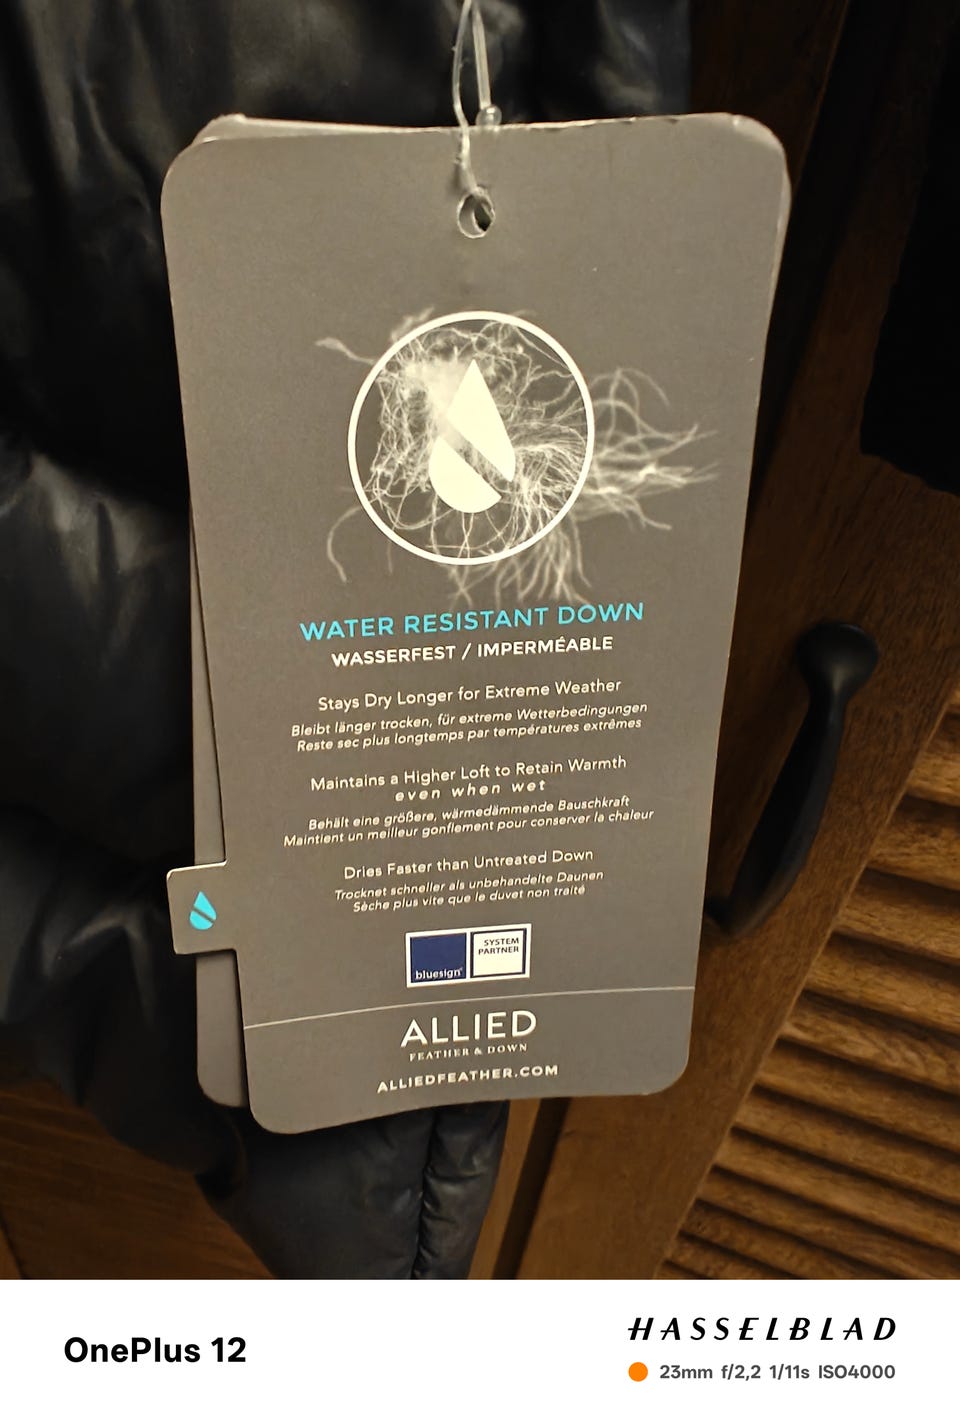 WATER RESISTANT DOWN
WASSERFEST / IMPERMÉABLE
Stays Dry Longer for Extreme Weather
Bleibt länger trocken, für extreme Wetterbedingungen
Reste sec plus longtemps par températures extrêmes
Maintains a Higher Loft to Retain Warmth
even when wet
Behält eine größere, wärmedämmende Bauschkraft
Maintient un meilleur gonflement pour conserver la chaleur
Dries Faster than Untreated Down
Trocknet schneller als unbehandelte Daunen
Sèche plus vite que le duvet non traité
SYSTEM
PARTNER
bluesign®
ALLIED
FEATHER & DOWN
ALLIEDFEATHER.COM
OnePlus 12
HASSELBLAD
23mm f/2,2 1/11s ISO4000